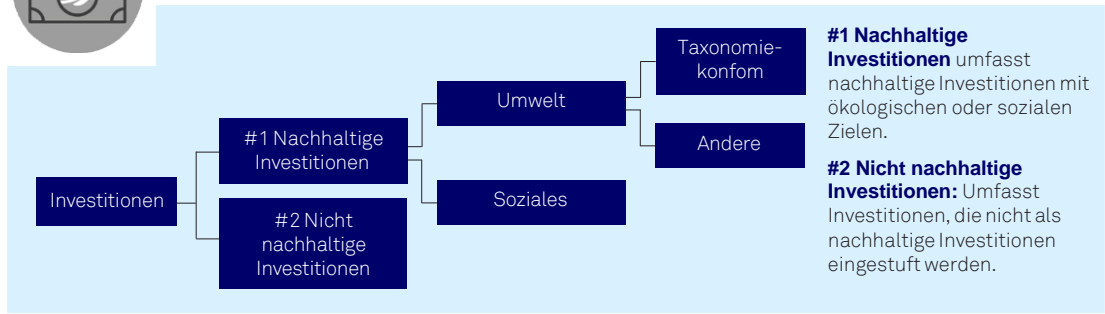 Investitionen
#1 Nachhaltige
Investitionen
#2 Nicht
nachhaltige
Investitionen
Umwelt
Soziales
Taxonomie-
konfom
Andere
#1 Nachhaltige
Investitionen umfasst
nachhaltige Investitionen mit
ökologischen oder sozialen
Zielen.
#2 Nicht nachhaltige
Investitionen: Umfasst
Investitionen, die nicht als
nachhaltige Investitionen
eingestuft werden.